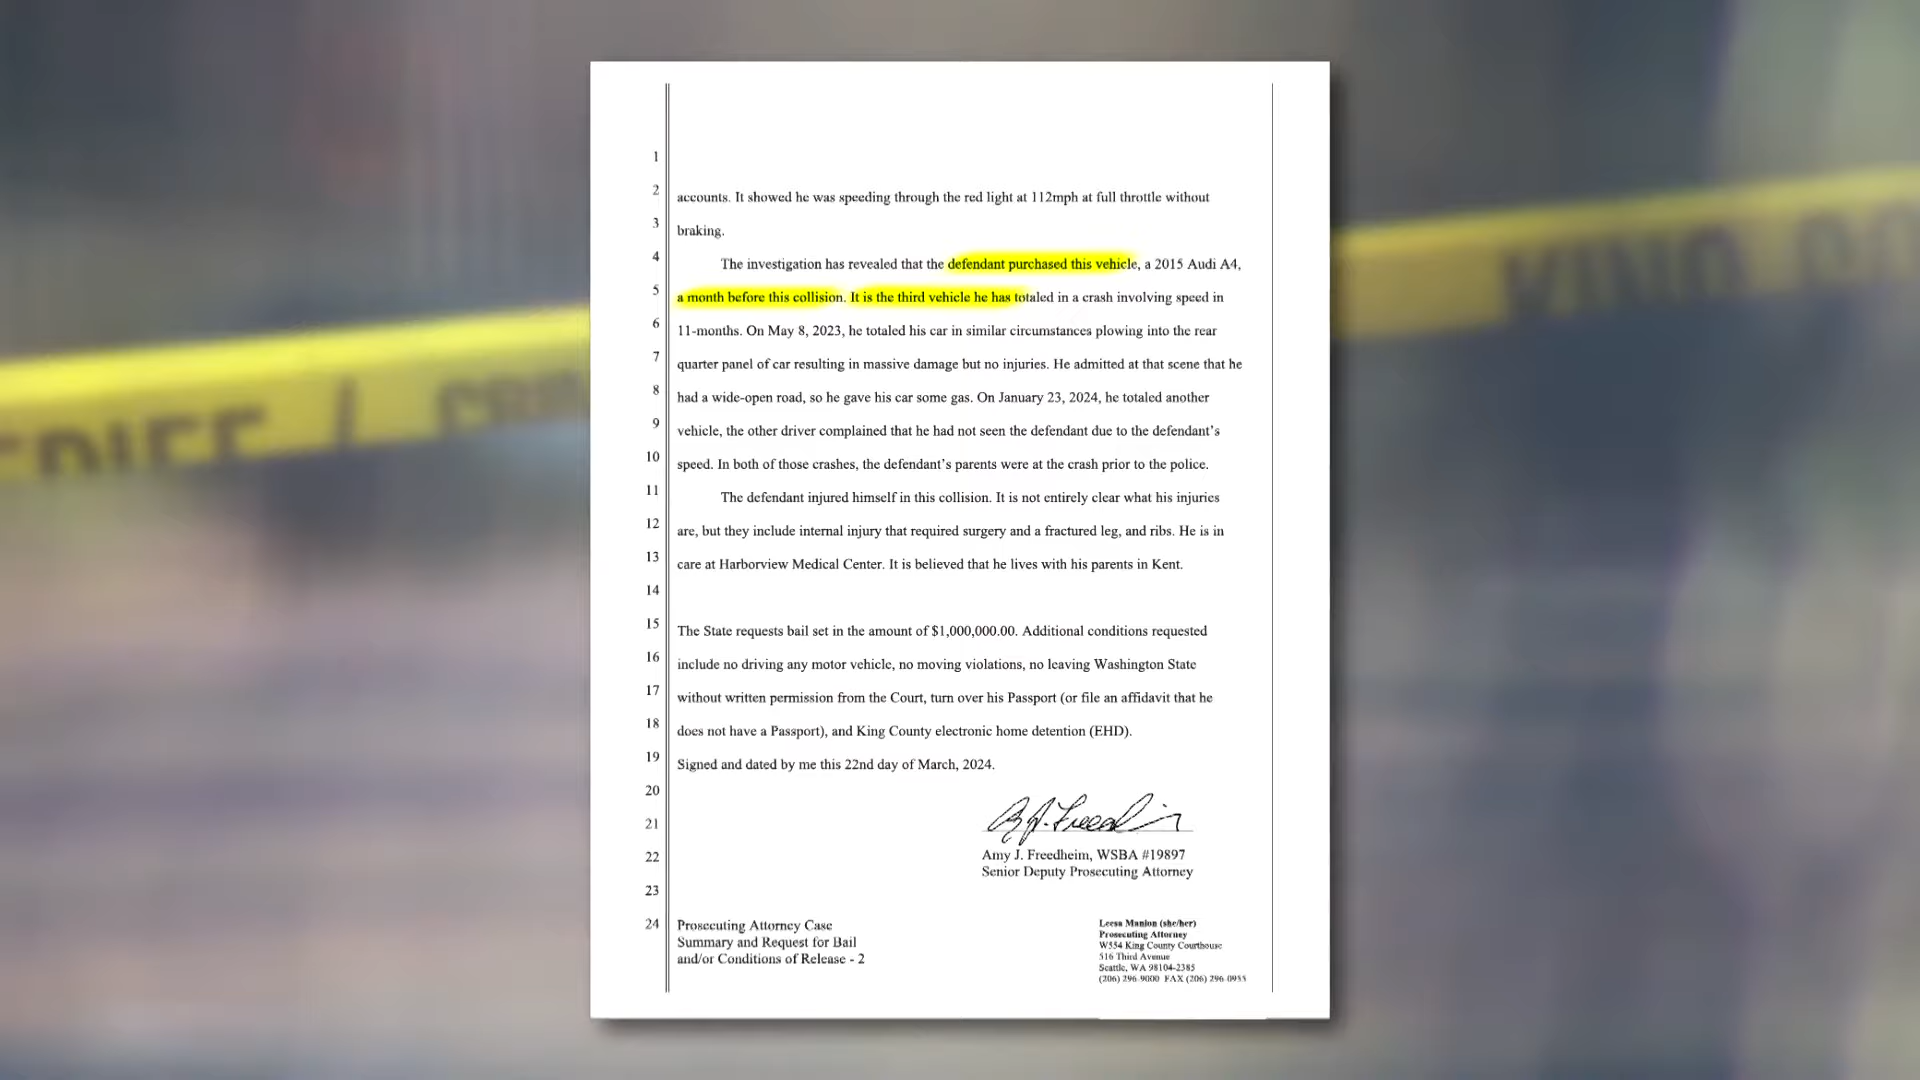 1
2 accounts. It showed he was speeding through the red light at 112mph at full throttle without
3 braking.
4 The investigation has revealed that the defendant purchased this vehicle, a 2015 Audi A4,
5 a month before this collision. It is the third vehicle he has totaled in a crash involving speed in
6 11-months. On May 8, 2023, he totaled his car in similar circumstances plowing into the rear
7 quarter panel of car resulting in massive damage but no injuries. He admitted at that scene that he
8 had a wide-open road, so he gave his car some gas. On January 23, 2024, he totaled another
9 vehicle, the other driver complained that he had not seen the defendant due to the defendant's
10 speed. In both of those crashes, the defendant's parents were at the crash prior to the police.
11 The defendant injured himself in this collision. It is not entirely clear what his injuries
12 are, but they include internal injury that required surgery and a fractured leg, and ribs. He is in
13 care at Harborview Medical Center. It is believed that he lives with his parents in Kent.
14
15 The State requests bail set in the amount of $1,000,000.00. Additional conditions requested
16 include no driving any motor vehicle, no moving violations, no leaving Washington State
17 without written permission from the Court, turn over his Passport (or file an affidavit that he
18 does not have a Passport), and King County electronic home detention (EHD).
19 Signed and dated by me this 22nd day of March, 2024.
20
21
22 Amy J. Freedheim, WSBA #19897
Senior Deputy Prosecuting Attorney
23
24 Prosecuting Attorney Case
Summary and Request for Bail
and/or Conditions of Release - 2
Leesa Manion (she/her)
Prosecuting Attorney
W554 King County Courthouse
516 Third Avenue
Seattle, WA 98104-2385
(206) 296-9000 FAX (206) 296-0955
KING